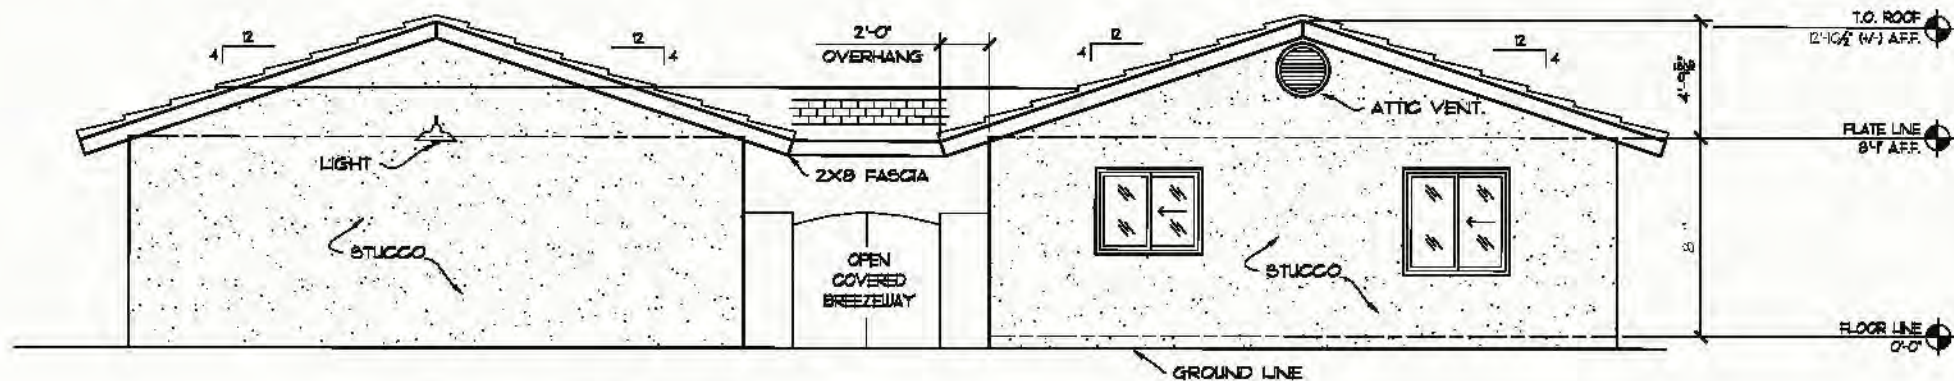 12
4
12
4
2'-0"
OVERHANG
12
4
12
4
T.O. ROOF
12'-10½" (+/-) A.F.F.
ATTIC VENT.
PLATE LINE
8'-1" A.F.F.
LIGHT
2X8 FASCIA
STUCCO
OPEN
COVERED
BREEZEWAY
STUCCO
FLOOR LINE
0'-0"
GROUND LINE